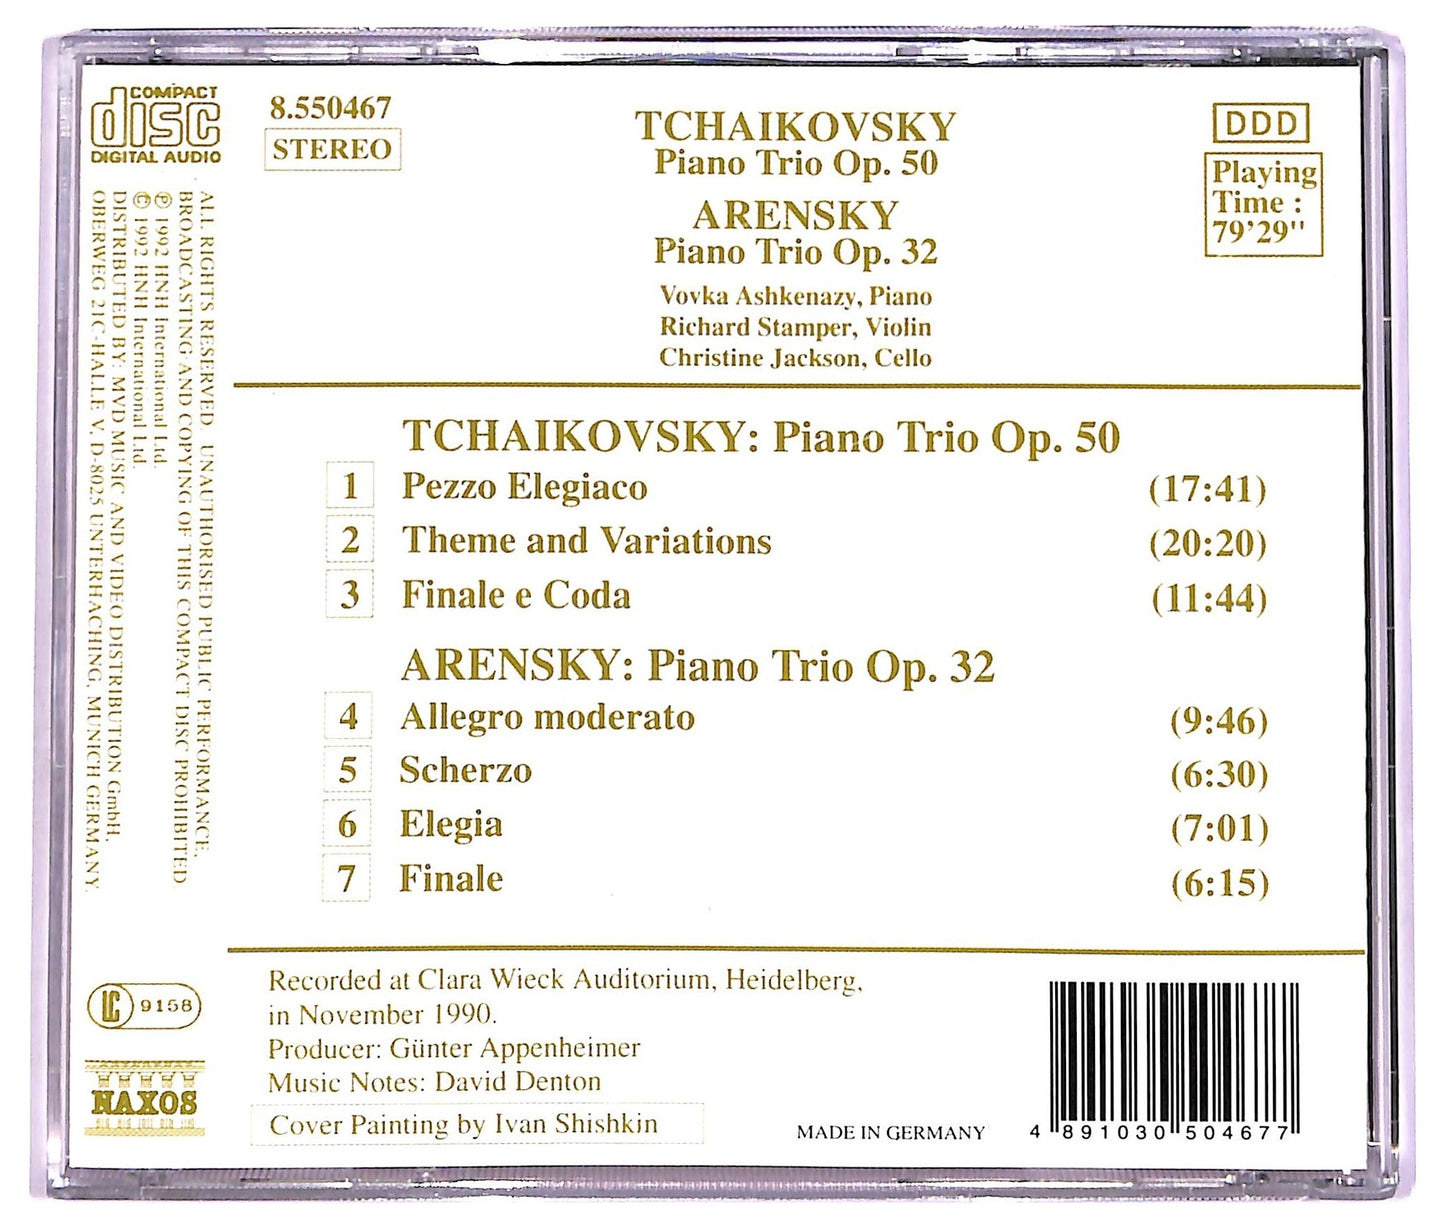 COMPACT
disc
DIGITAL AUDIO
8.550467
STEREO
TCHAIKOVSKY
Piano Trio Op. 50
ARENSKY
Piano Trio Op. 32
Vovka Ashkenazy, Piano
Richard Stamper, Violin
Christine Jackson, Cello
DDD
Playing
Time :
79'29"
ALL RIGHTS RESERVED. UNAUTHORISED PUBLIC PERFORMANCE,
BROADCASTING AND COPYING OF THIS COMPACT DISC PROHIBITED
℗ 1992 HNH International Ltd.
© 1992 HNH International Ltd.
DISTRIBUTED BY: MVD MUSIC AND VIDEO DISTRIBUTION GmbH,
OBERWEG 21C-HALLE V, D-8025 UNTERHACHING, MUNICH GERMANY.
TCHAIKOVSKY: Piano Trio Op. 50
1 Pezzo Elegiaco (17:41)
2 Theme and Variations (20:20)
3 Finale e Coda (11:44)
ARENSKY: Piano Trio Op. 32
4 Allegro moderato (9:46)
5 Scherzo (6:30)
6 Elegia (7:01)
7 Finale (6:15)
LC 9158
NAXOS
Recorded at Clara Wieck Auditorium, Heidelberg,
in November 1990.
Producer: Günter Appenheimer
Music Notes: David Denton
Cover Painting by Ivan Shishkin
MADE IN GERMANY
4 891030 504677